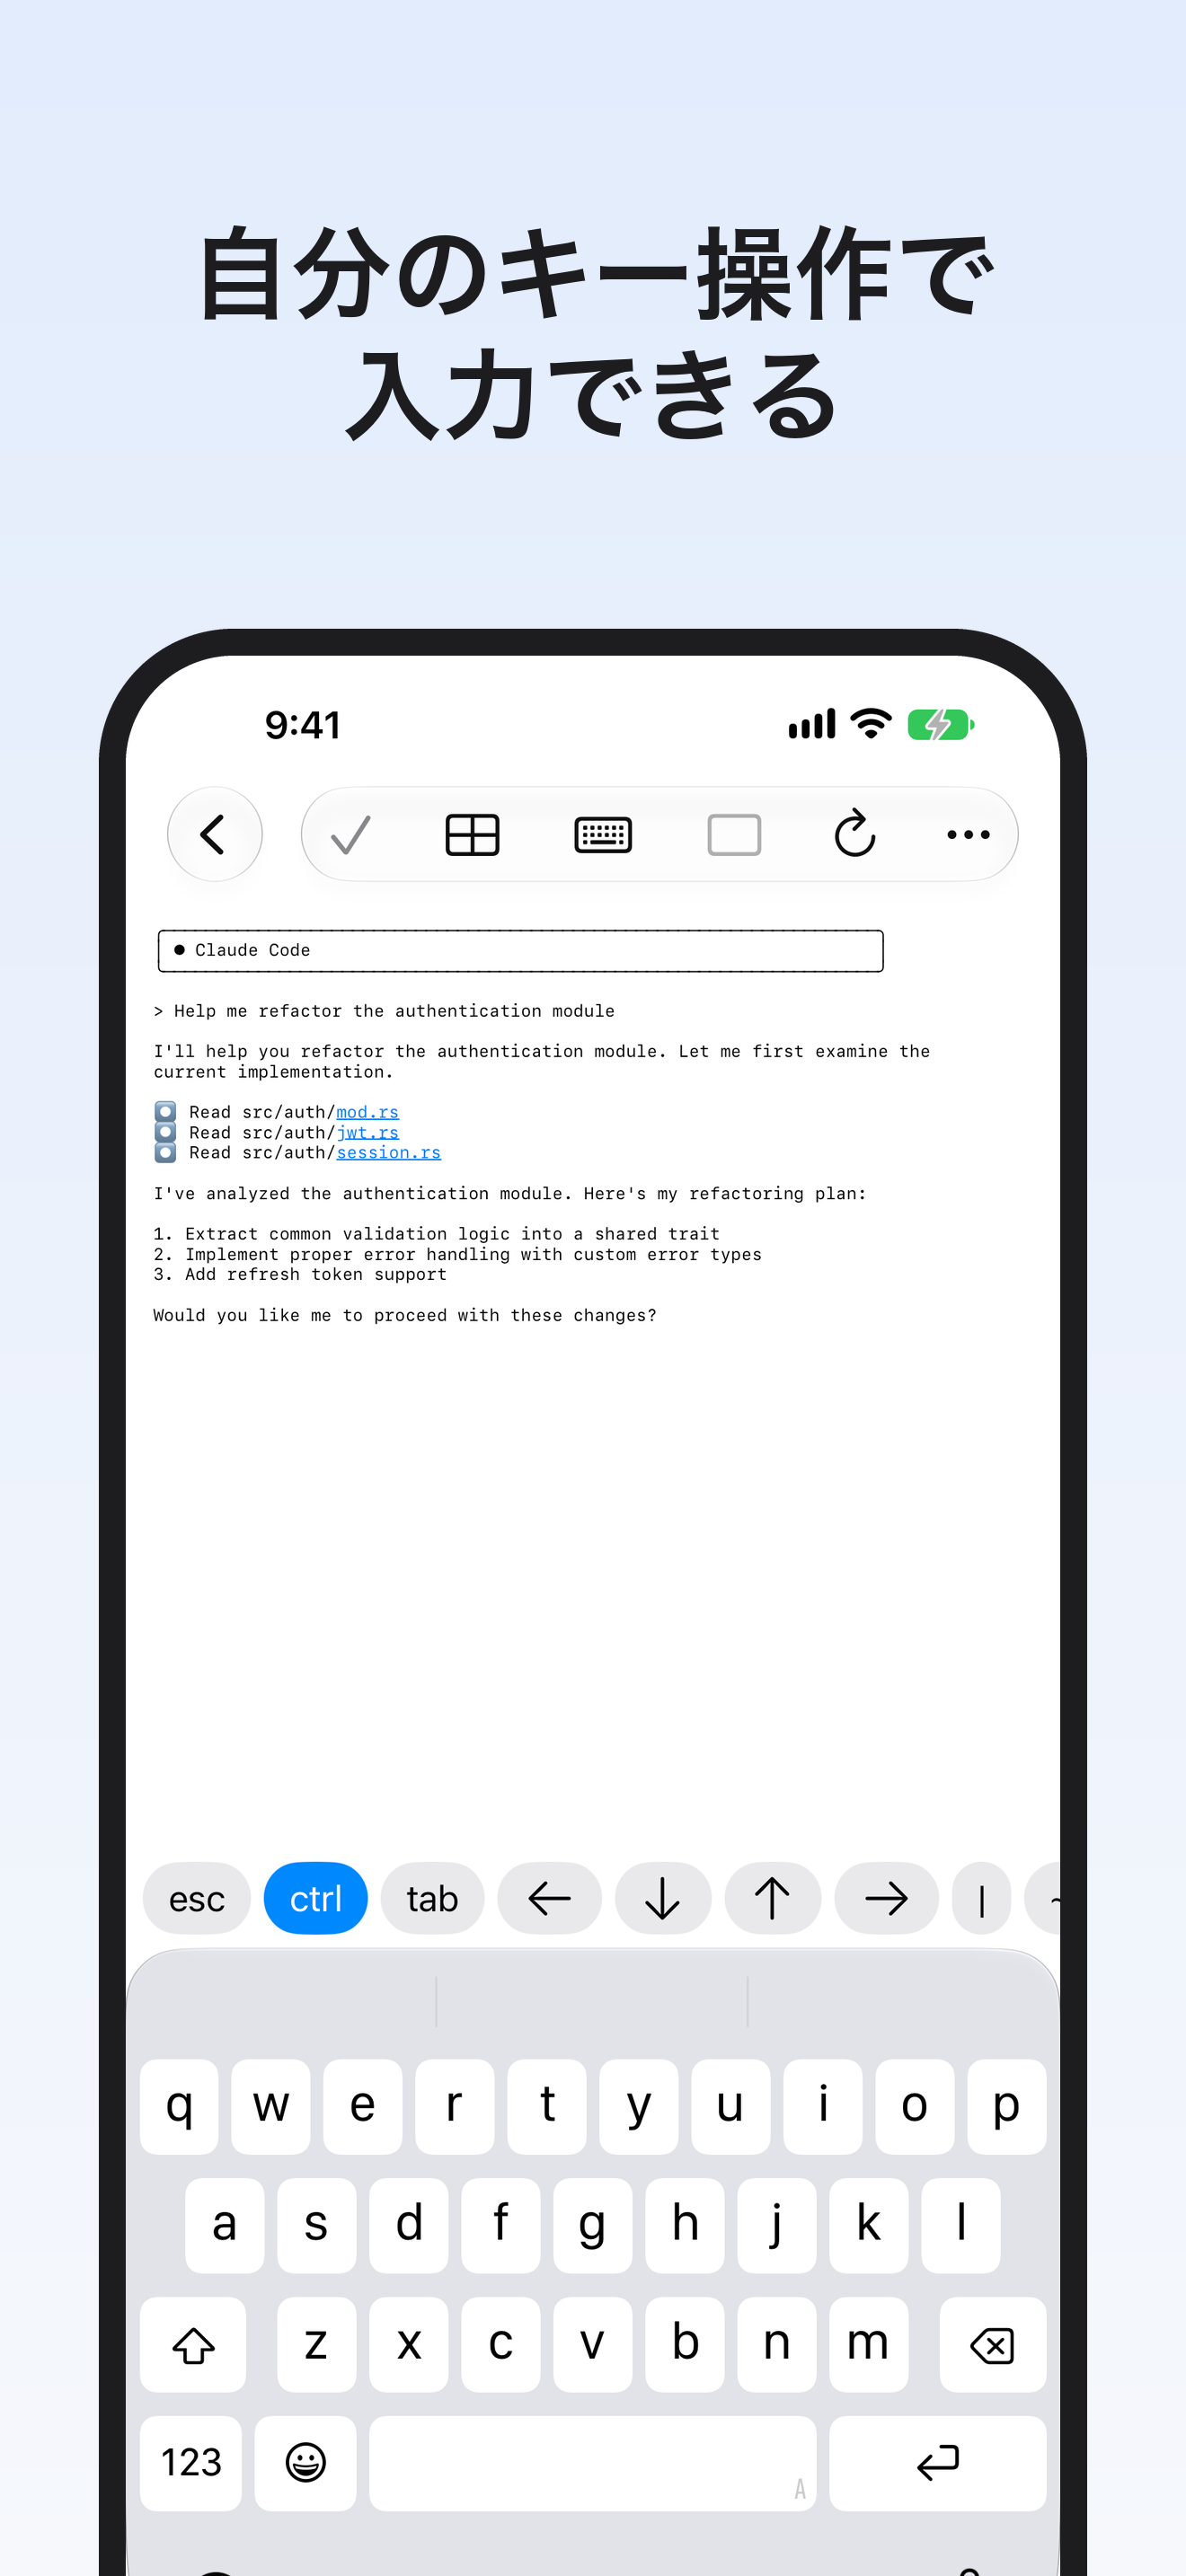 自分のキー操作で
入力できる
9:41
Claude Code
> Help me refactor the authentication module
I'll help you refactor the authentication module. Let me first examine the
current implementation.
Read src/auth/mod.rs
Read src/auth/jwt.rs
Read src/auth/session.rs
I've analyzed the authentication module. Here's my refactoring plan:
1. Extract common validation logic into a shared trait
2. Implement proper error handling with custom error types
3. Add refresh token support
Would you like me to proceed with these changes?
esc ctrl tab ← ↓ ↑ → | ~
q w e r t y u i o p
a s d f g h j k l
z x c v b n m
123
A